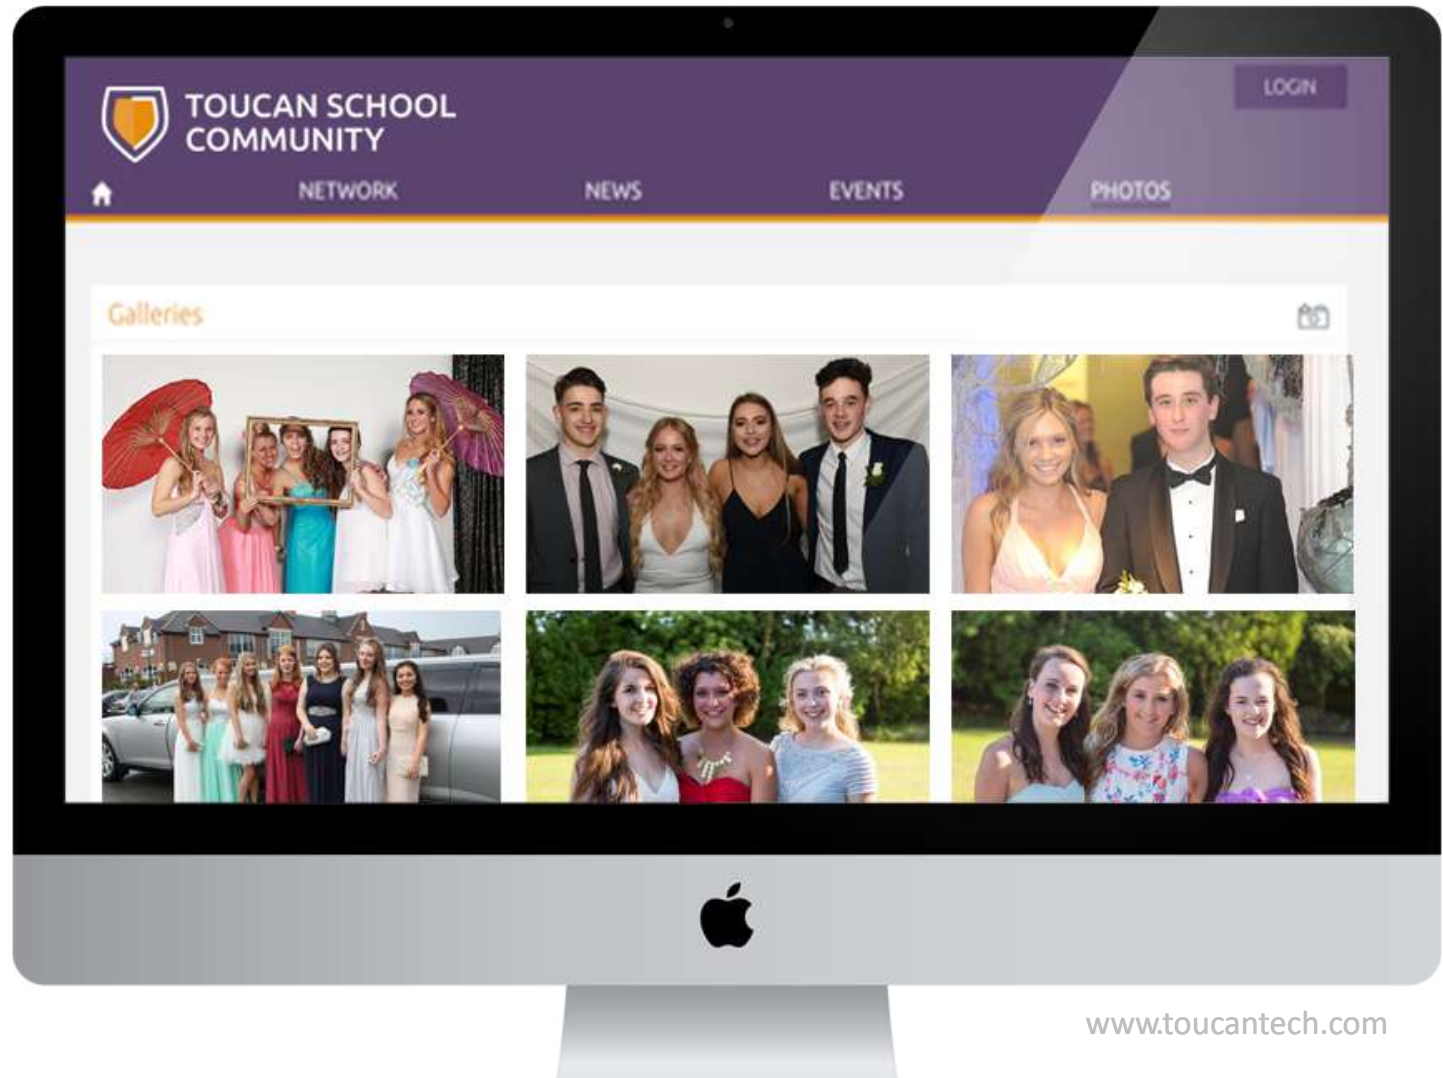 TOUCAN SCHOOL
COMMUNITY
LOGIN
NETWORK
NEWS
EVENTS
PHOTOS
Galleries
www.toucantech.com